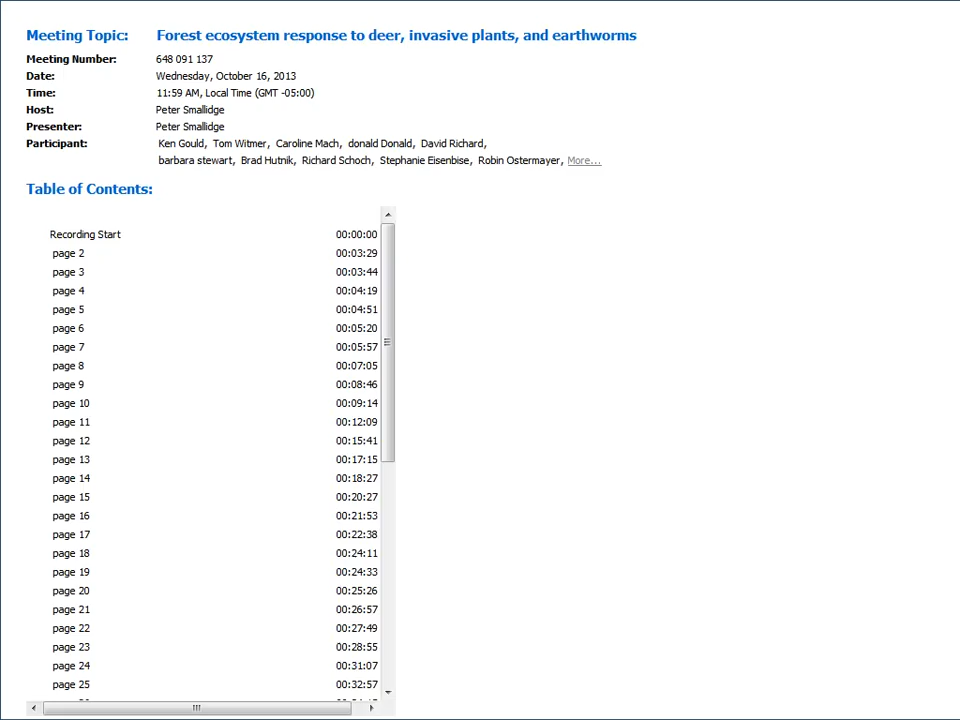 Meeting Topic: Forest ecosystem response to deer, invasive plants, and earthworms
Meeting Number: 648 091 137
Date: Wednesday, October 16, 2013
Time: 11:59 AM, Local Time (GMT -05:00)
Host: Peter Smallidge
Presenter: Peter Smallidge
Participant: Ken Gould, Tom Witmer, Caroline Mach, donald Donald, David Richard,
barbara stewart, Brad Hutnik, Richard Schoch, Stephanie Eisenbise, Robin Ostermayer, More...
Table of Contents:
Recording Start 00:00:00
page 2 00:03:29
page 3 00:03:44
page 4 00:04:19
page 5 00:04:51
page 6 00:05:20
page 7 00:05:57
page 8 00:07:05
page 9 00:08:46
page 10 00:09:14
page 11 00:12:09
page 12 00:15:41
page 13 00:17:15
page 14 00:18:27
page 15 00:20:27
page 16 00:21:53
page 17 00:22:38
page 18 00:24:11
page 19 00:24:33
page 20 00:25:26
page 21 00:26:57
page 22 00:27:49
page 23 00:28:55
page 24 00:31:07
page 25 00:32:57